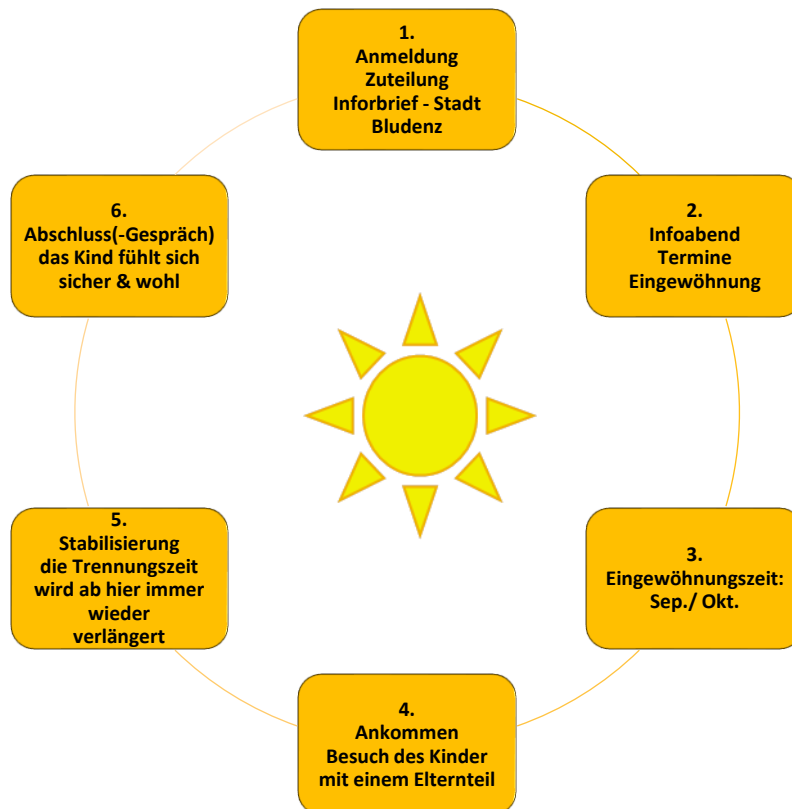 1.
Anmeldung
Zuteilung
Inforbrief - Stadt
Bludenz
2.
Infoabend
Termine
Eingewöhnung
3.
Eingewöhnungszeit:
Sep./ Okt.
4.
Ankommen
Besuch des Kinder
mit einem Elternteil
5.
Stabilisierung
die Trennungszeit
wird ab hier immer
wieder
verlängert
6.
Abschluss(-Gespräch)
das Kind fühlt sich
sicher & wohl